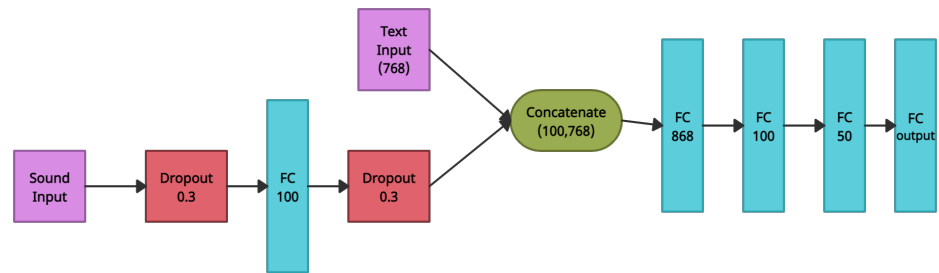 Text
Input
(768)
Concatenate
(100,768)
Sound
Input
Dropout
0.3
FC
100
Dropout
0.3
FC
868
FC
100
FC
50
FC
output